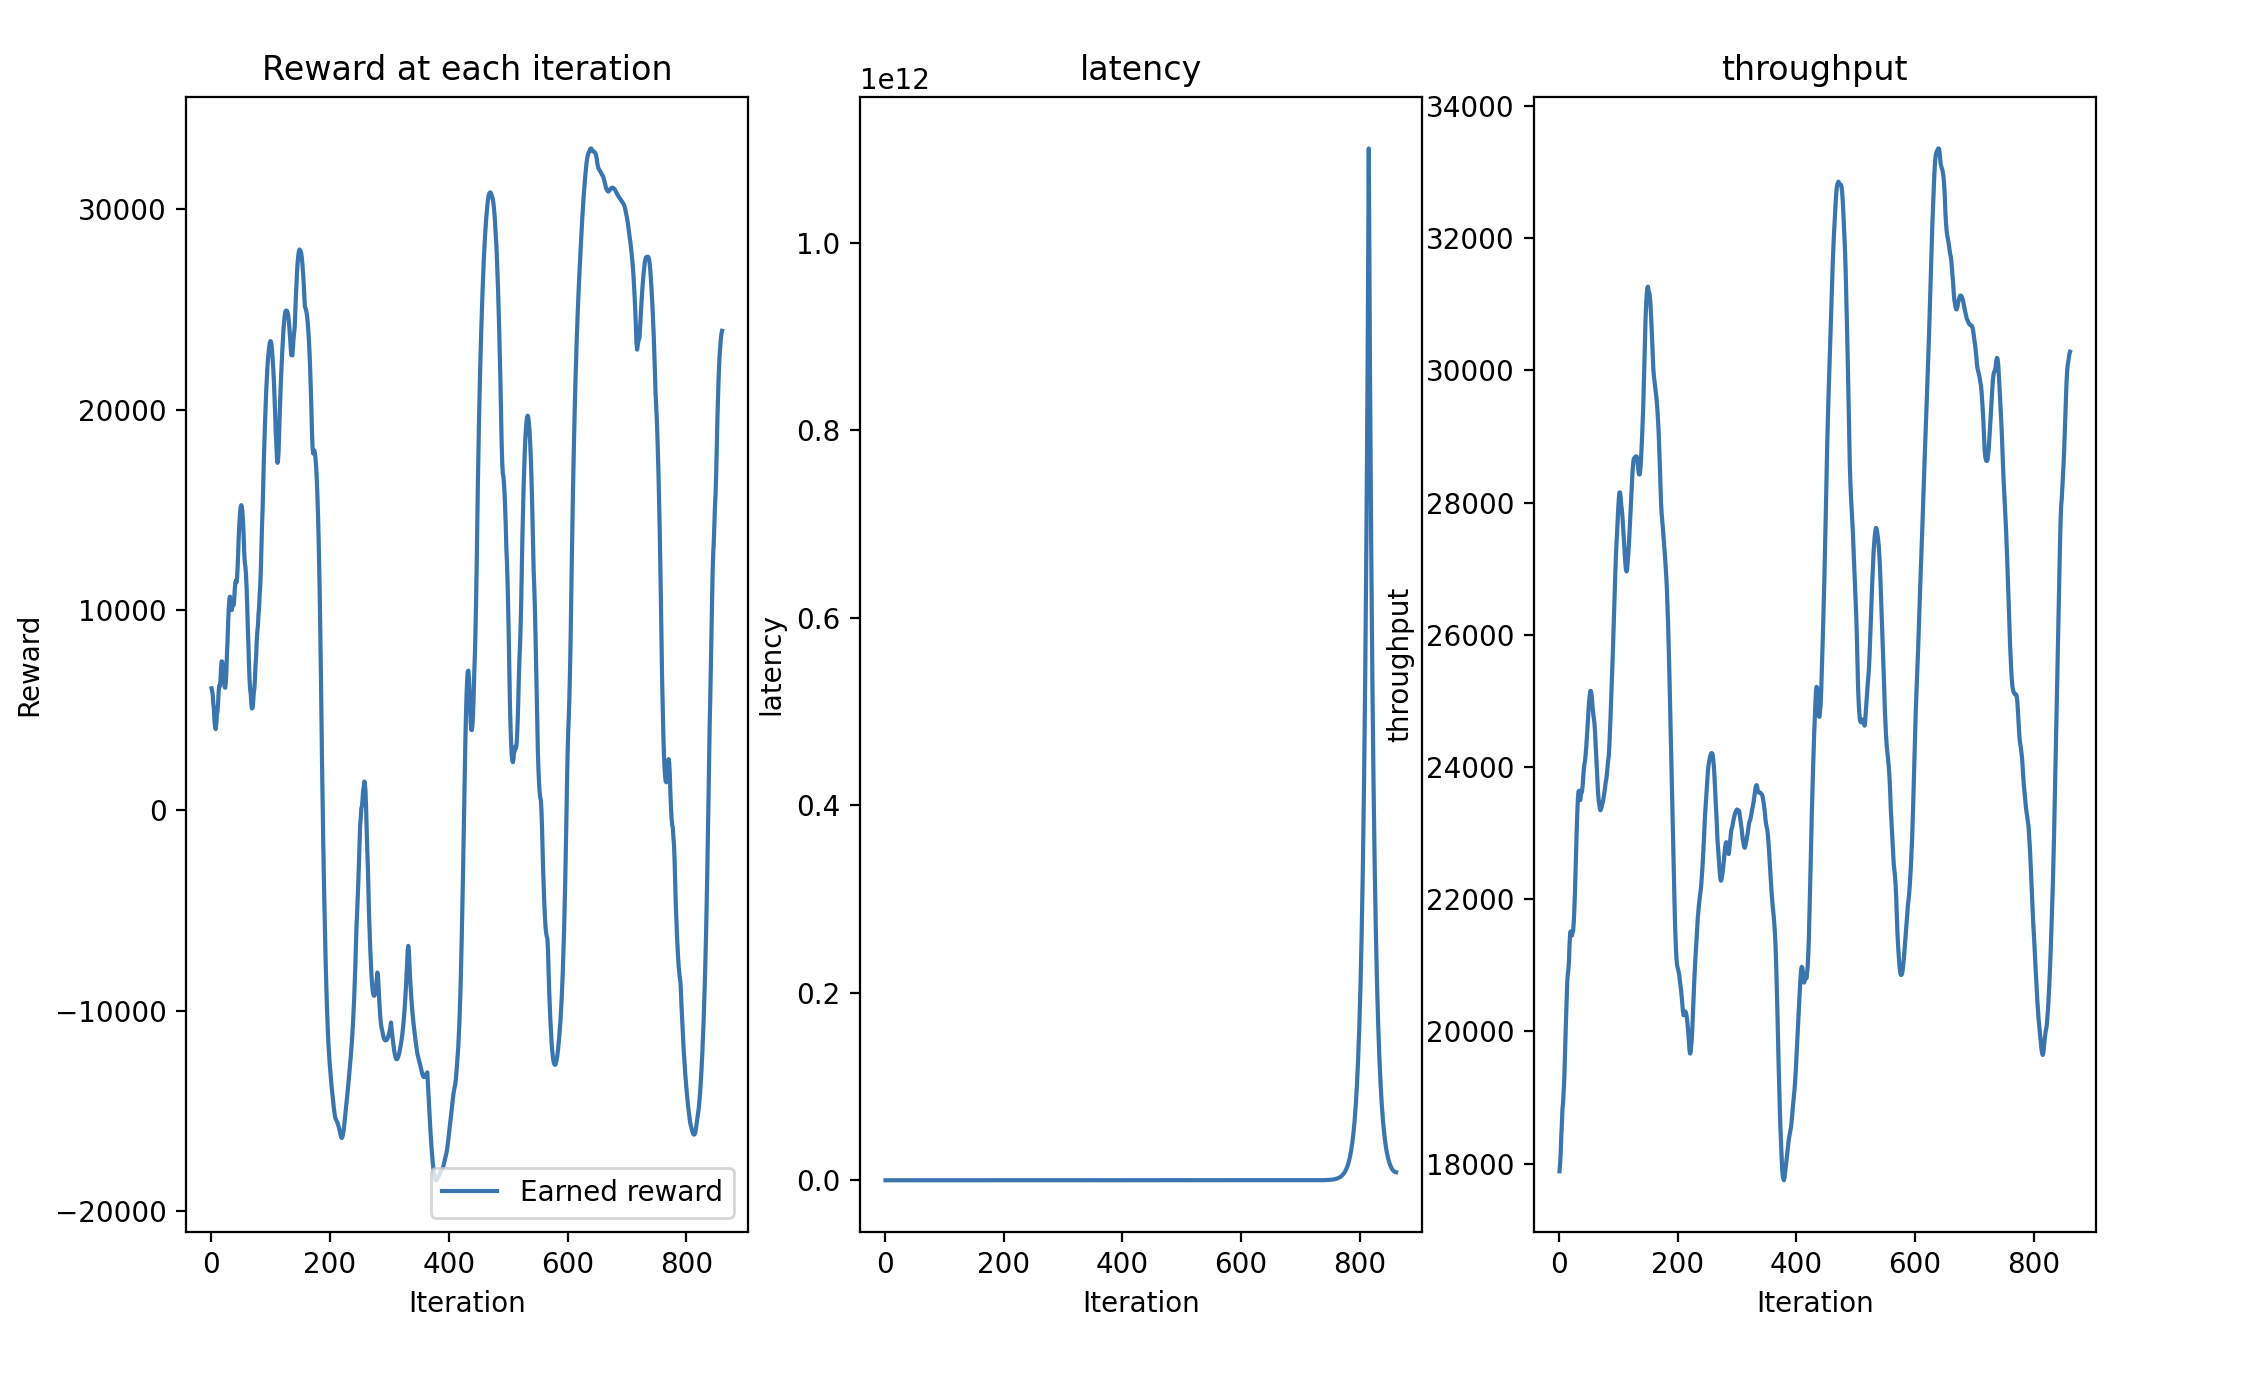 Reward at each iteration
Reward
30000
20000
10000
0
−10000
−20000
Earned reward
0 200 400 600 800
Iteration
latency
1e12
latency
1.0
0.8
0.6
0.4
0.2
0.0
0 200 400 600 800
Iteration
throughput
throughput
34000
32000
30000
28000
26000
24000
22000
20000
18000
0 200 400 600 800
Iteration